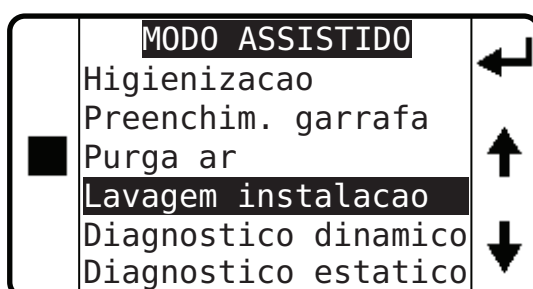 MODO ASSISTIDO
Higienizacao
Preenchim. garrafa
Purga ar
Lavagem instalacao
Diagnostico dinamico
Diagnostico estatico